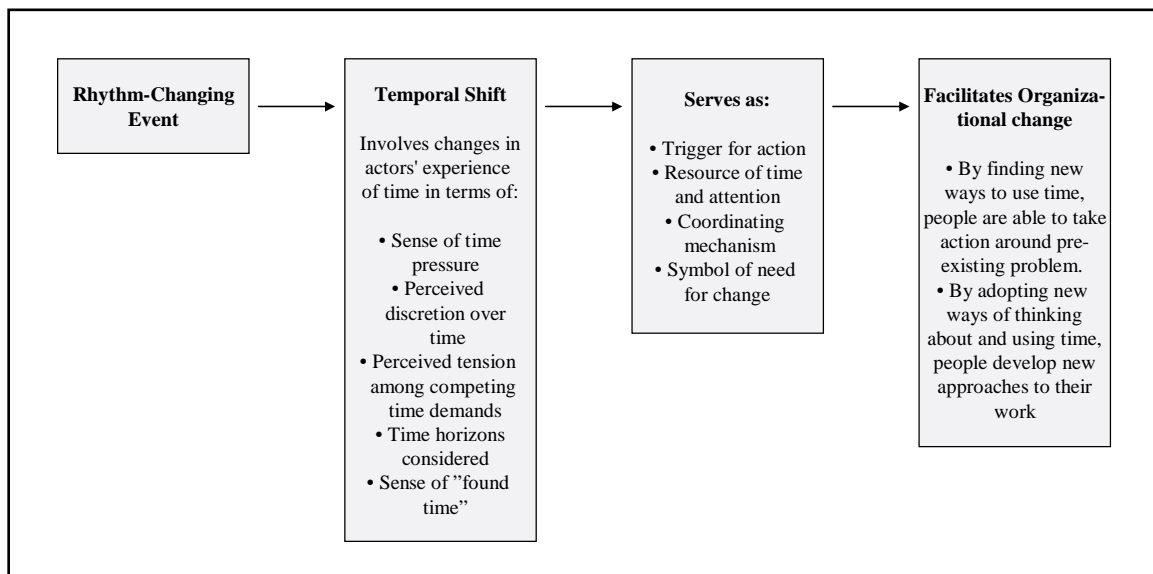 Rhythm-Changing
Event
Temporal Shift
Involves changes in
actors' experience
of time in terms of:
• Sense of time
pressure
• Perceived
discretion over
time
• Perceived tension
among competing
time demands
• Time horizons
considered
• Sense of ”found
time”
Serves as:
• Trigger for action
• Resource of time
and attention
• Coordinating
mechanism
• Symbol of need
for change
Facilitates Organiza-
tional change
• By finding new
ways to use time,
people are able to take
action around pre-
existing problem.
• By adopting new
ways of thinking
about and using time,
people develop new
approaches to their
work